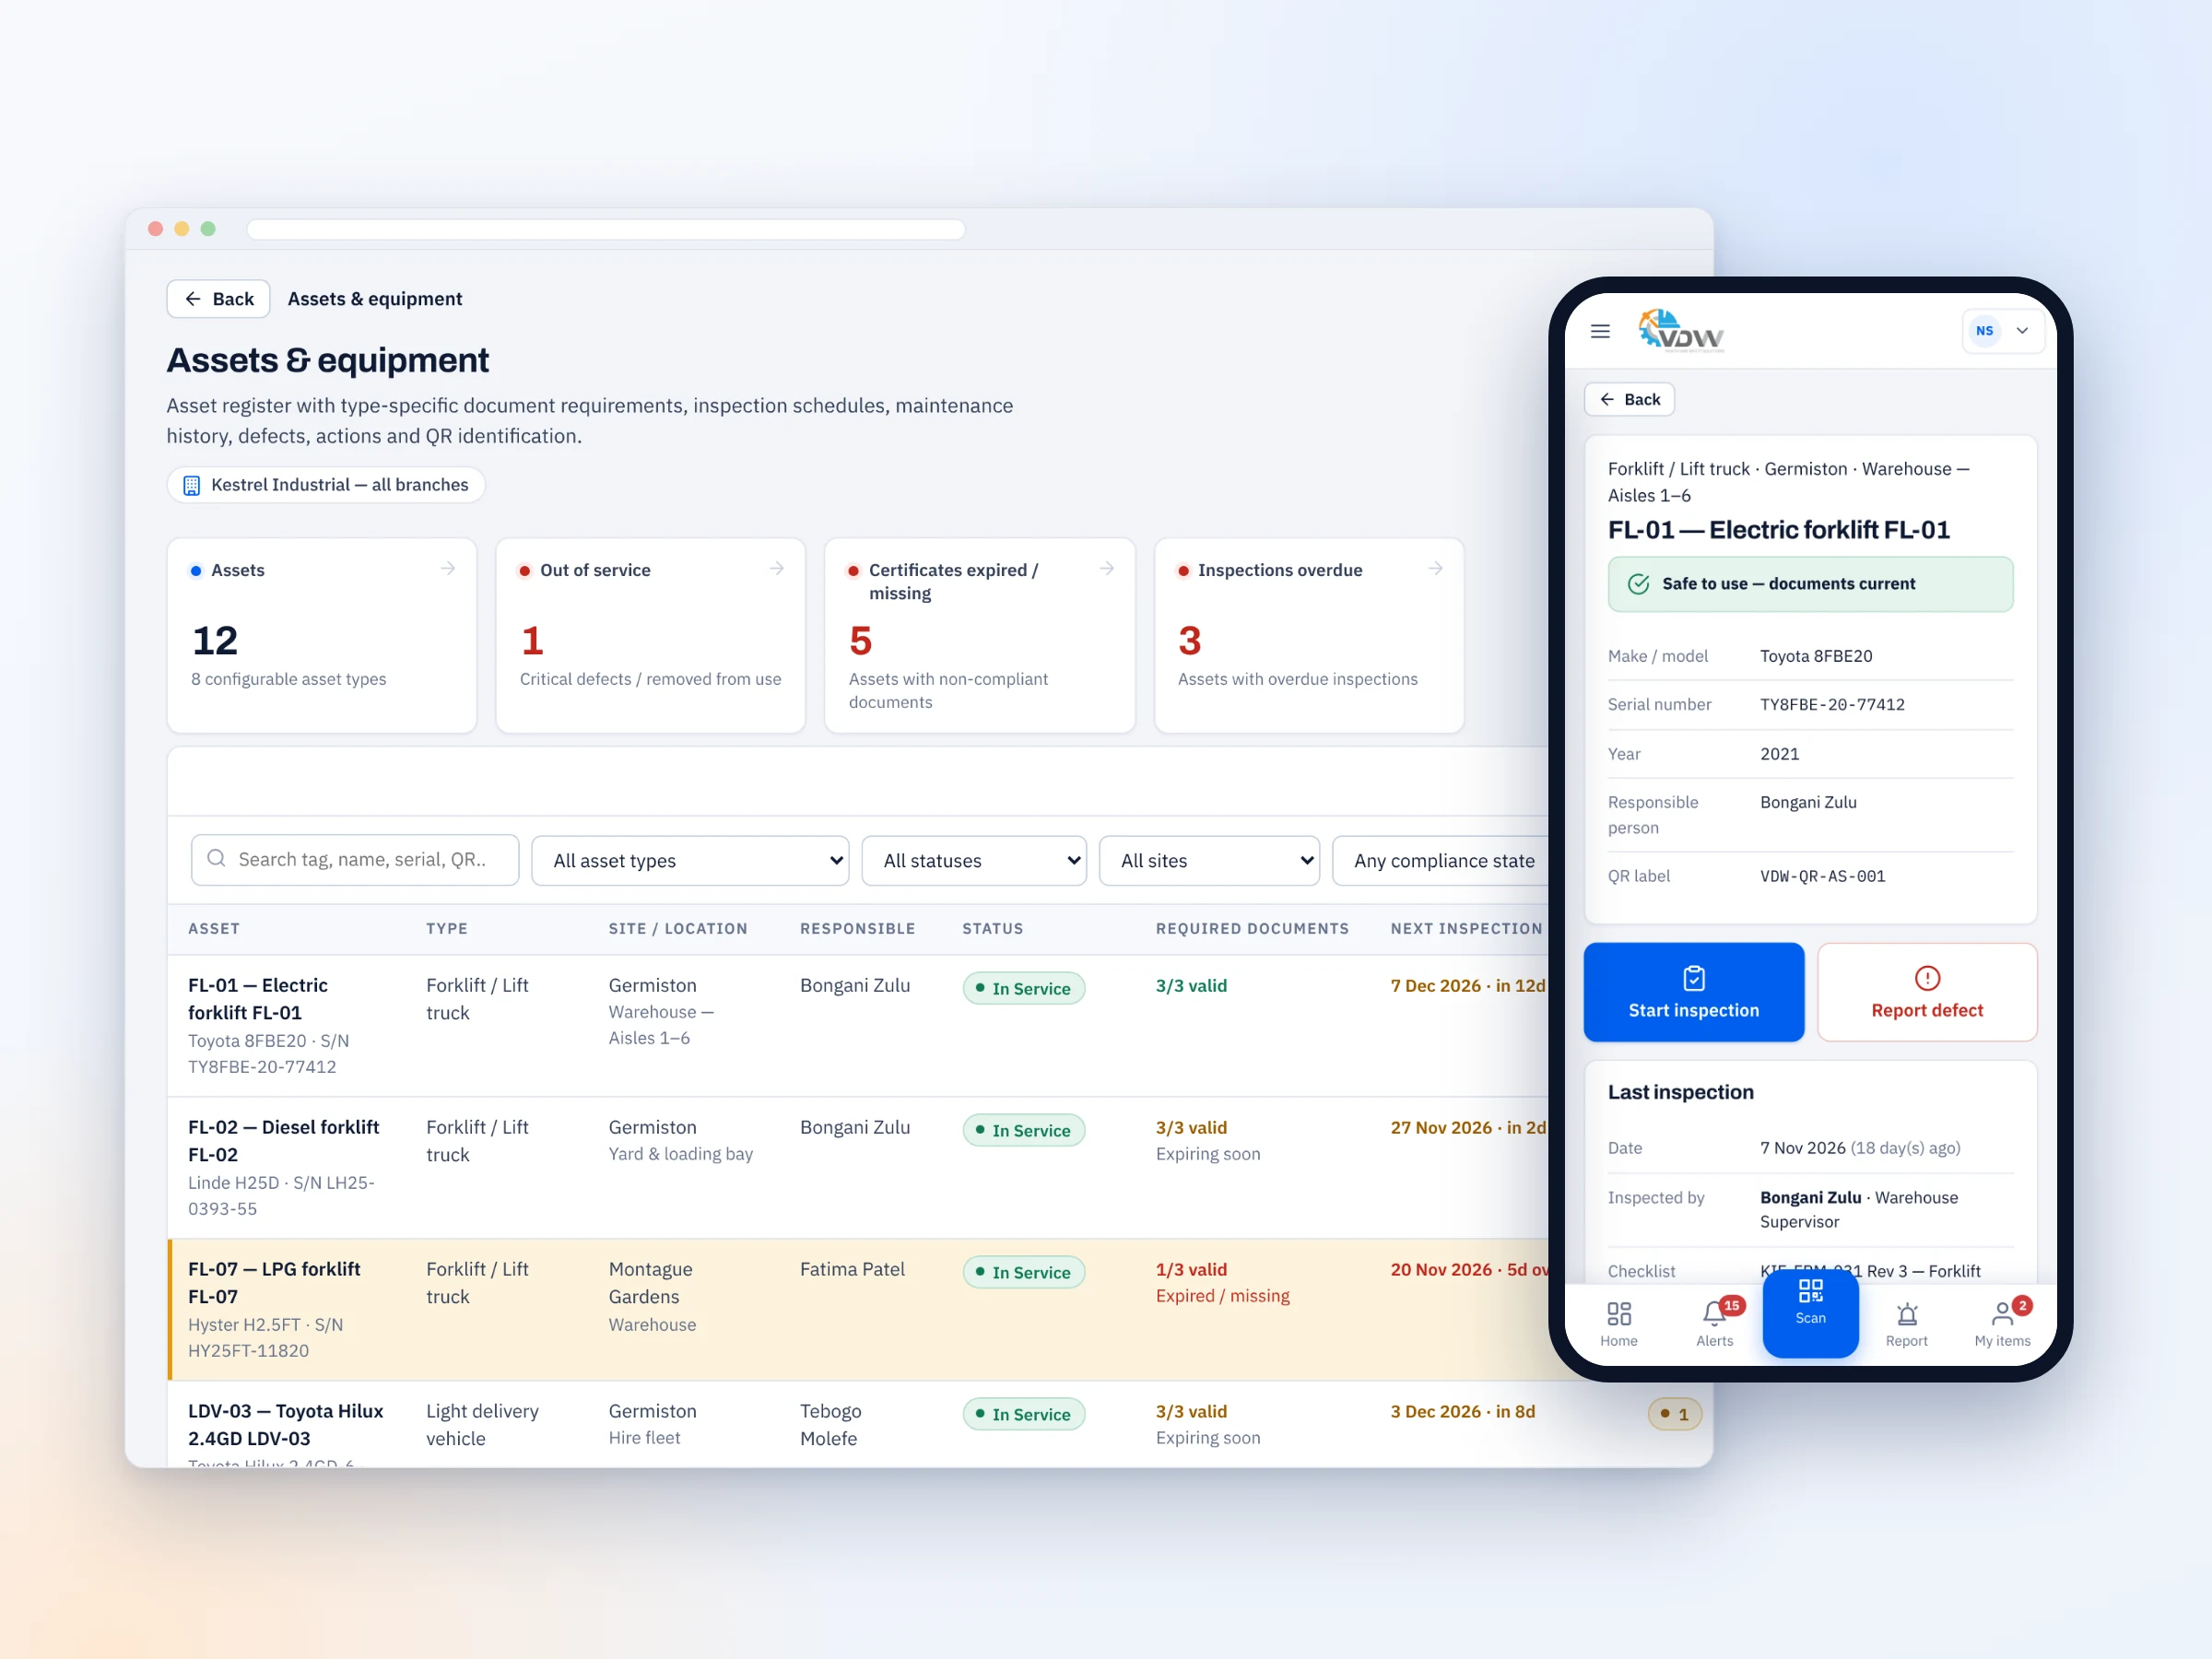 Back
Assets & equipment
Assets & equipment
Asset register with type-specific document requirements, inspection schedules, maintenance
history, defects, actions and QR identification.
Kestrel Industrial — all branches
Assets
12
8 configurable asset types
Out of service
1
Critical defects / removed from use
Certificates expired /
missing
5
Assets with non-compliant
documents
Inspections overdue
3
Assets with overdue inspections
Search tag, name, serial, QR..
All asset types
All statuses
All sites
Any compliance state
ASSET TYPE SITE / LOCATION RESPONSIBLE STATUS REQUIRED DOCUMENTS NEXT INSPECTION
FL-01 — Electric
forklift FL-01
Toyota 8FBE20 · S/N
TY8FBE-20-77412
Forklift / Lift
truck
Germiston
Warehouse —
Aisles 1–6
Bongani Zulu
In Service
3/3 valid
7 Dec 2026 · in 12d
FL-02 — Diesel forklift
FL-02
Linde H25D · S/N LH25-
0393-55
Forklift / Lift
truck
Germiston
Yard & loading bay
Bongani Zulu
In Service
3/3 valid
Expiring soon
27 Nov 2026 · in 2d
FL-07 — LPG forklift
FL-07
Hyster H2.5FT · S/N
HY25FT-11820
Forklift / Lift
truck
Montague
Gardens
Warehouse
Fatima Patel
In Service
1/3 valid
Expired / missing
20 Nov 2026 · 5d ov
LDV-03 — Toyota Hilux
2.4GD LDV-03
Toyota Hilux 2.4GD-6
Light delivery
vehicle
Germiston
Hire fleet
Tebogo
Molefe
In Service
3/3 valid
Expiring soon
3 Dec 2026 · in 8d
1
VDW
NS
Back
Forklift / Lift truck · Germiston · Warehouse —
Aisles 1–6
FL-01 — Electric forklift FL-01
Safe to use — documents current
Make / model Toyota 8FBE20
Serial number TY8FBE-20-77412
Year 2021
Responsible
person
Bongani Zulu
QR label VDW-QR-AS-001
Start inspection
Report defect
Last inspection
Date 7 Nov 2026 (18 day(s) ago)
Inspected by Bongani Zulu · Warehouse
Supervisor
Checklist Rev 3 — Forklift
Home
Alerts
15
Scan
Report
My items
2